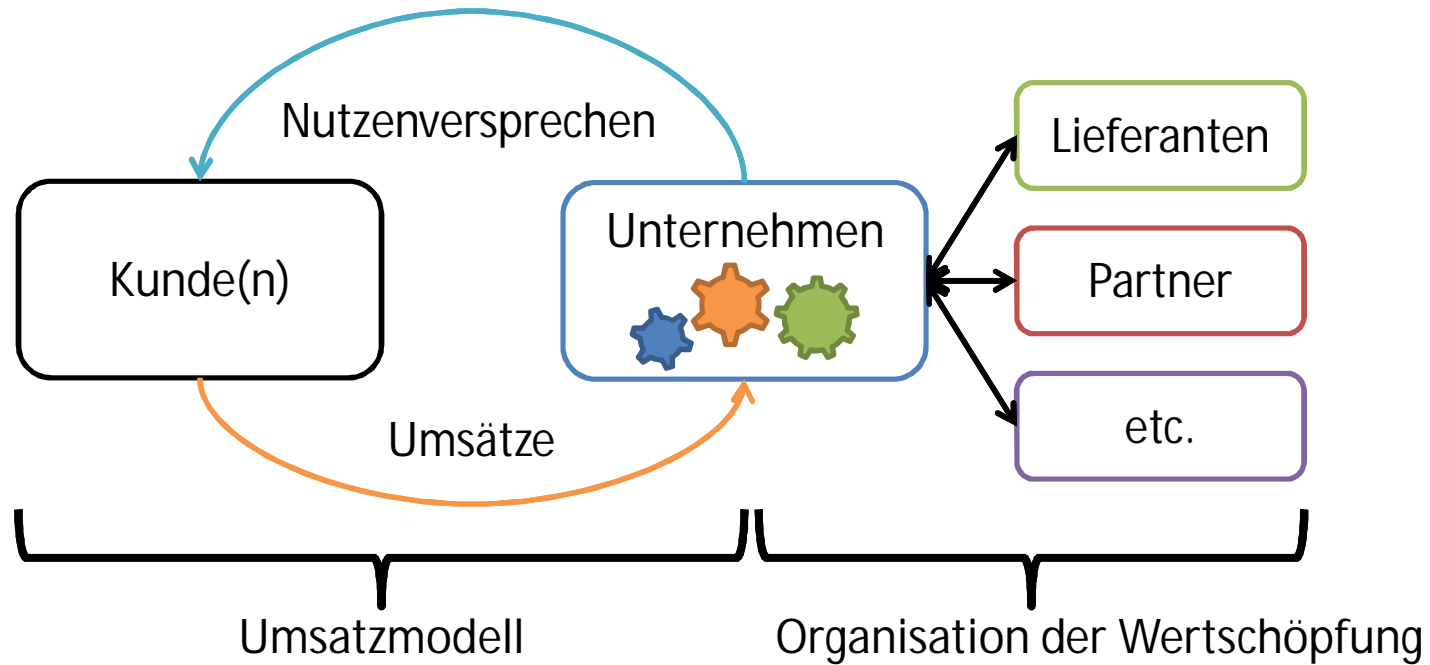 Nutzenversprechen
Kunde(n)
Unternehmen
Umsätze
Lieferanten
Partner
etc.
Umsatzmodell
Organisation der Wertschöpfung